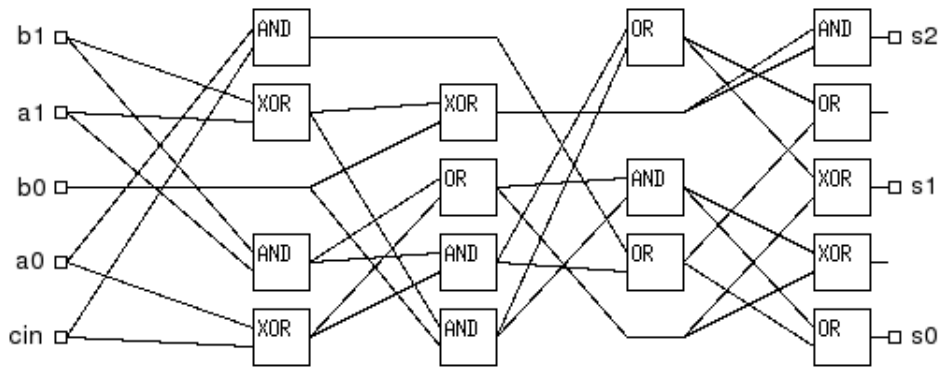 b1 AND OR AND s2
a1 XOR XOR OR
b0 OR AND XOR s1
a0 AND AND OR XOR
cin XOR AND OR s0